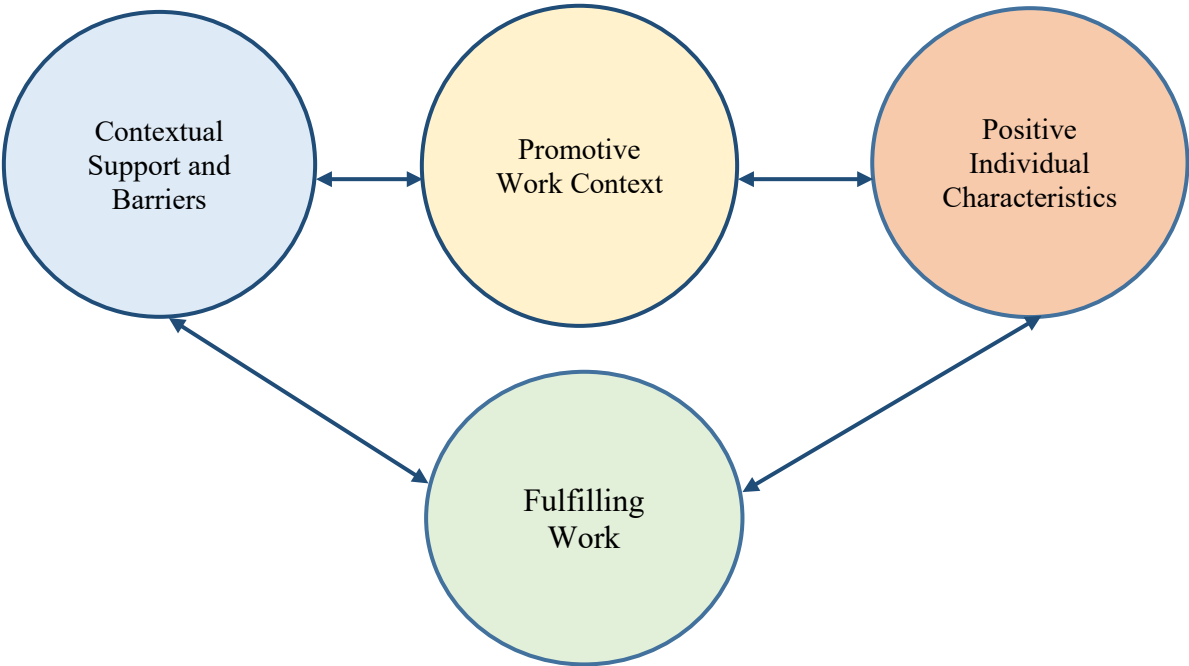 Contextual
Support and
Barriers
Promotive
Work Context
Positive
Individual
Characteristics
Fulfilling
Work